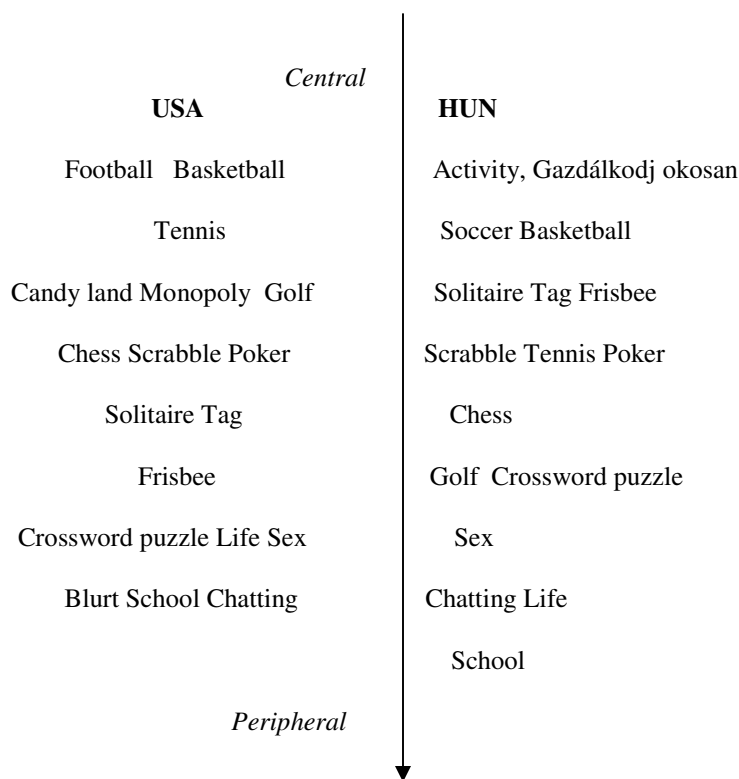 Central
USA HUN
Football Basketball Activity, Gazdálkodj okosan
Tennis Soccer Basketball
Candy land Monopoly Golf Solitaire Tag Frisbee
Chess Scrabble Poker Scrabble Tennis Poker
Solitaire Tag Chess
Frisbee Golf Crossword puzzle
Crossword puzzle Life Sex Sex
Blurt School Chatting Chatting Life
School
Peripheral